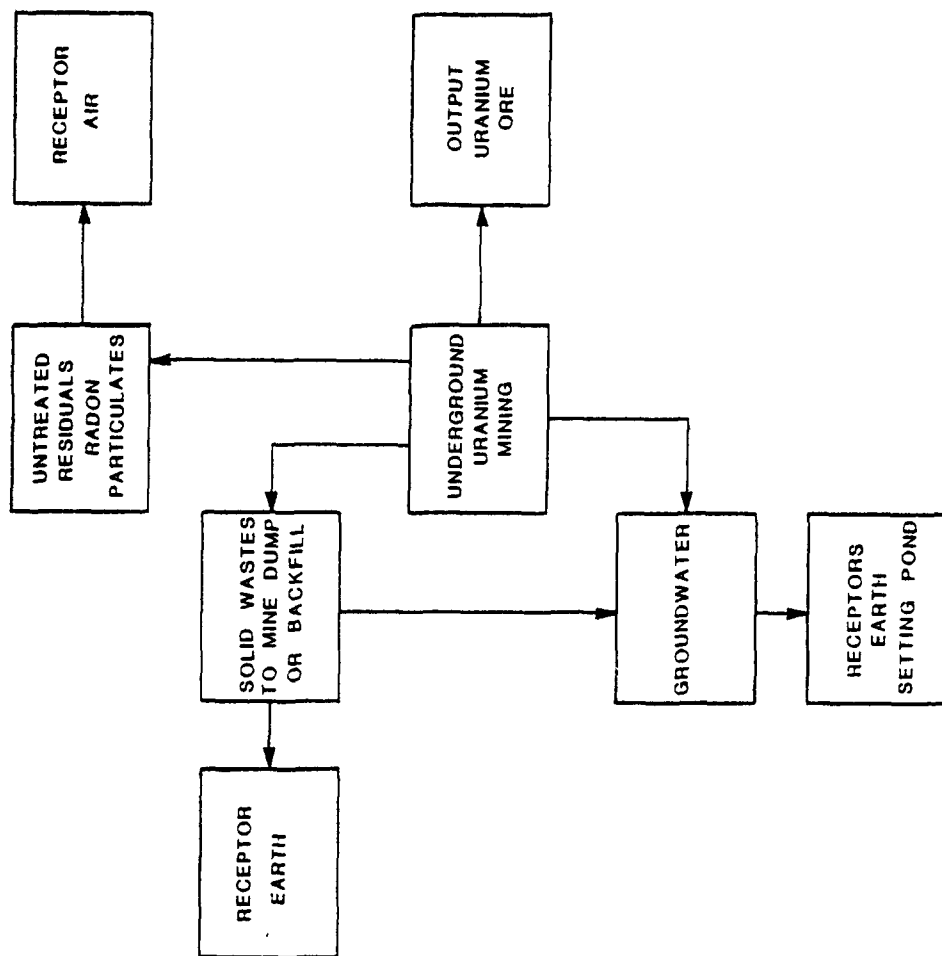 RECEPTOR
AIR
OUTPUT
URANIUM
ORE
UNTREATED
RESIDUALS
RADON
PARTICULATES
UNDERGROUND
URANIUM
MINING
SOLID WASTES
TO MINE DUMP
OR BACKFILL
GROUNDWATER
RECEPTORS
EARTH
SETTING POND
RECEPTOR
EARTH